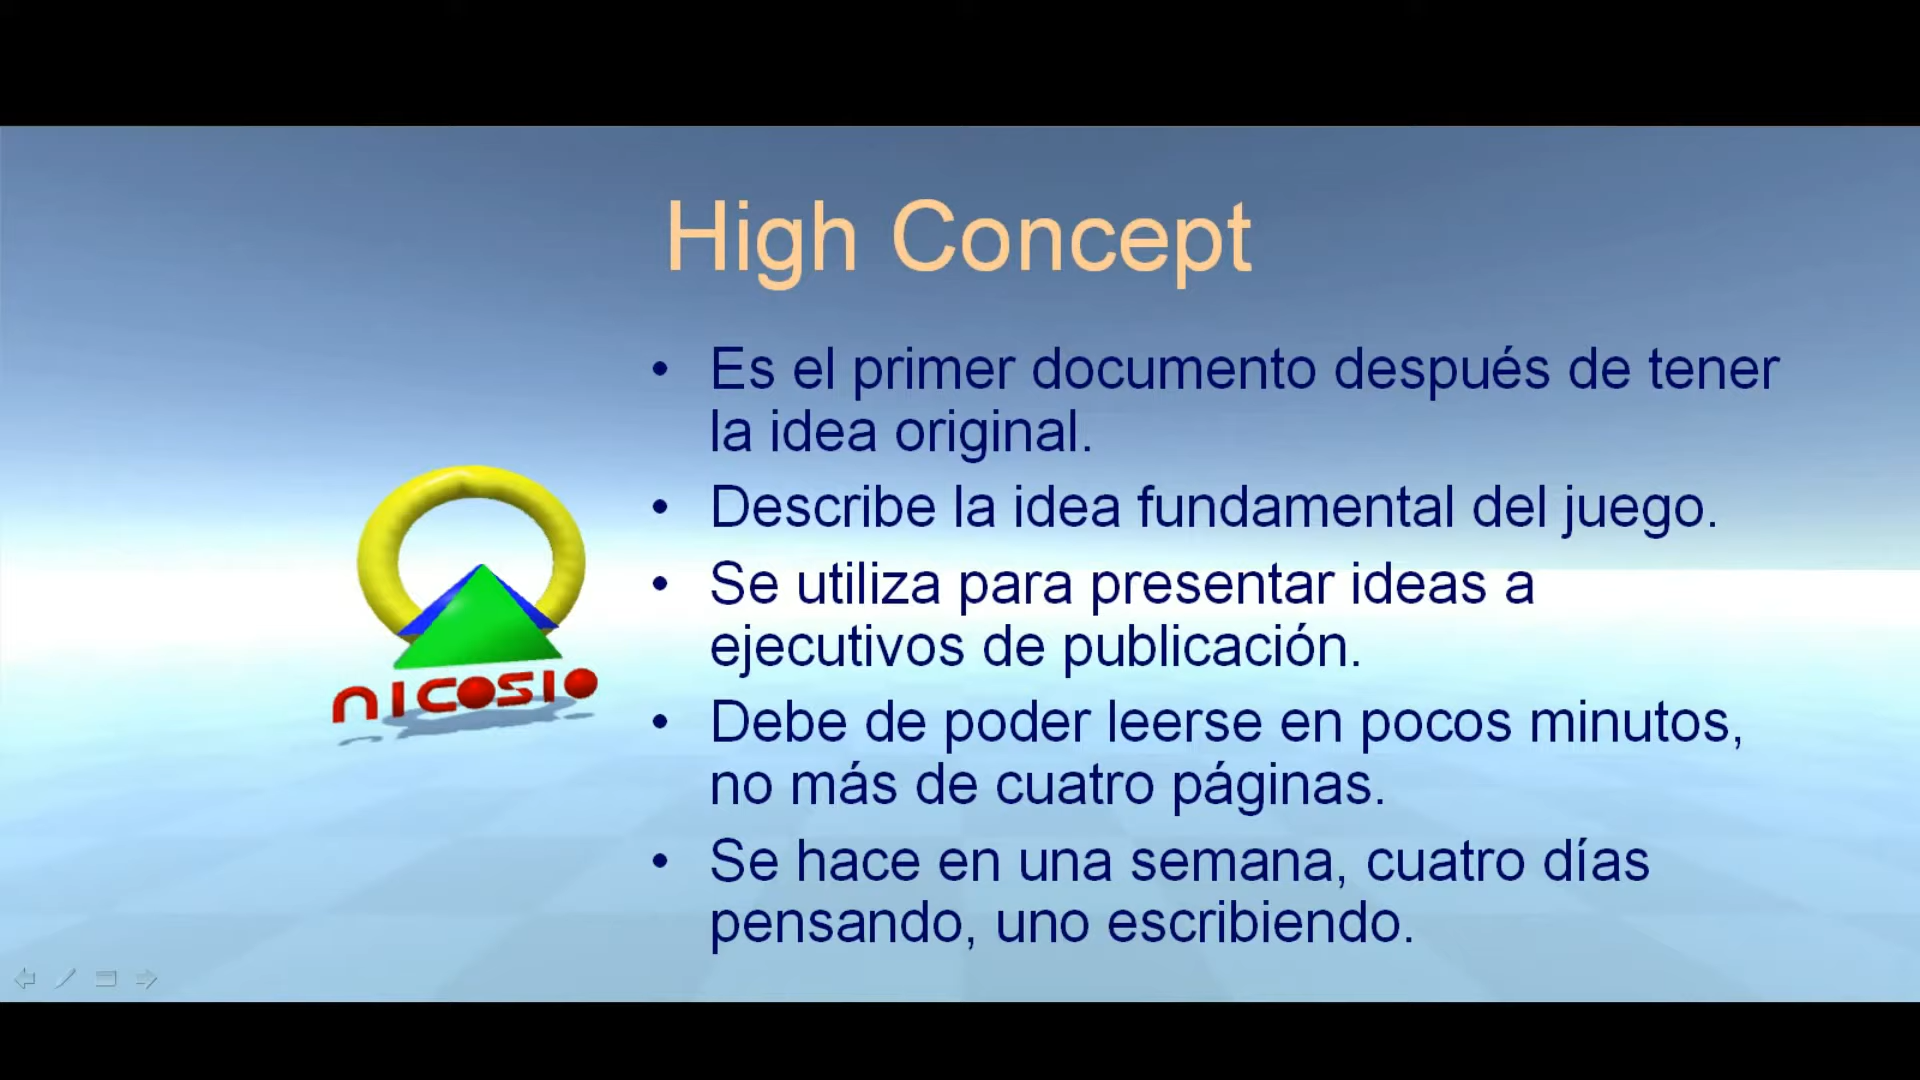 High Concept
• Es el primer documento después de tener
la idea original.
• Describe la idea fundamental del juego.
• Se utiliza para presentar ideas a
ejecutivos de publicación.
• Debe de poder leerse en pocos minutos,
no más de cuatro páginas.
• Se hace en una semana, cuatro días
pensando, uno escribiendo.
nicosio